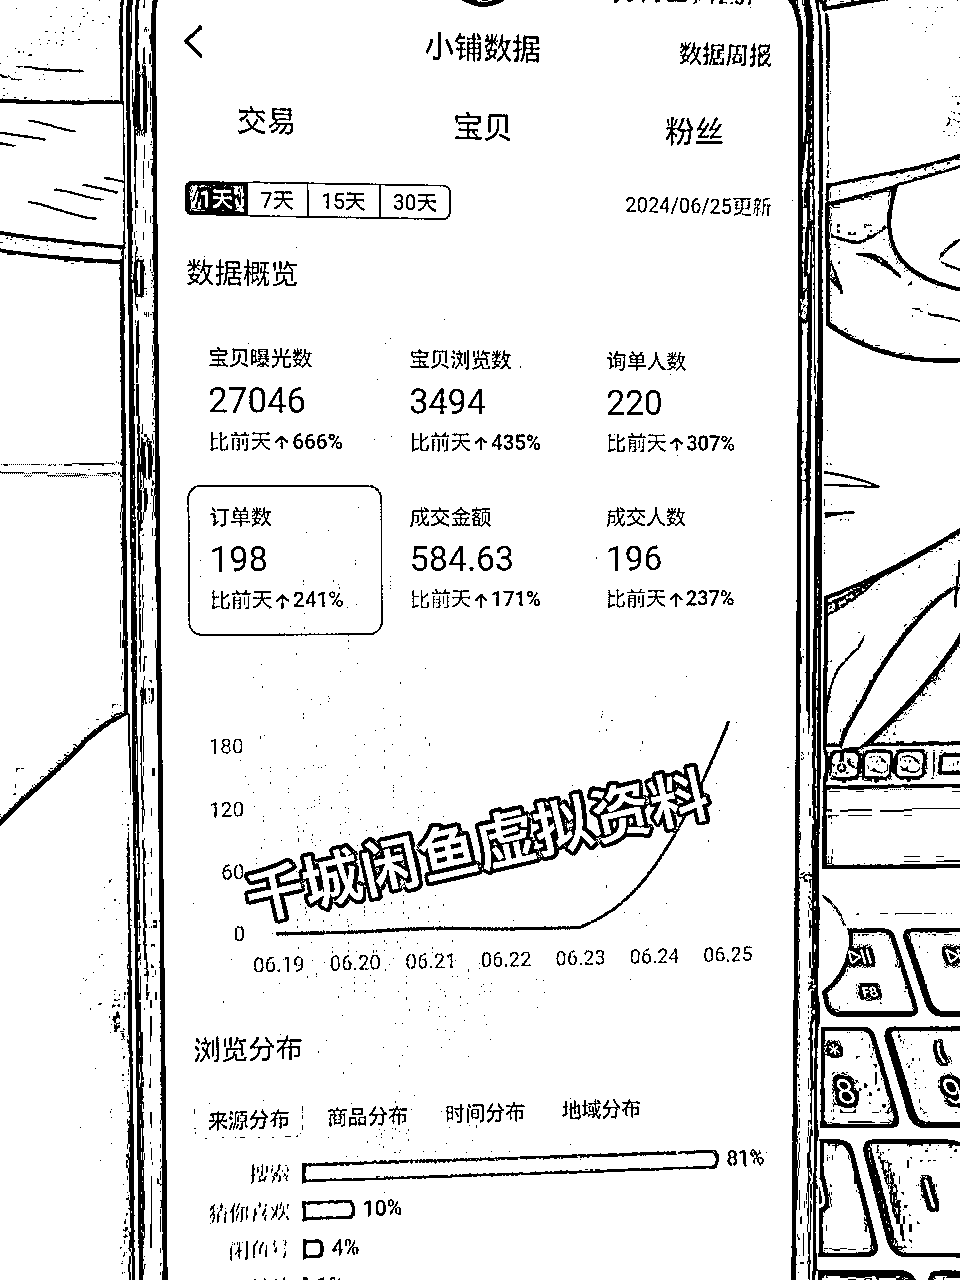 小铺数据
数据周报
交易
宝贝
粉丝
1天 7天 15天 30天
2024/06/25更新
数据概览
宝贝曝光数 宝贝浏览数 询单人数
27046 3494 220
比前天↑666% 比前天↑435% 比前天↑307%
订单数 成交金额 成交人数
198 584.63 196
比前天↑241% 比前天↑171% 比前天↑237%
180
120
60
0
千城闲鱼虚拟资料
06.19 06.20 06.21 06.22 06.23 06.24 06.25
浏览分布
来源分布 商品分布 时间分布 地域分布
搜索 81%
猜你喜欢 10%
闲鱼号 4%
F8
8
9